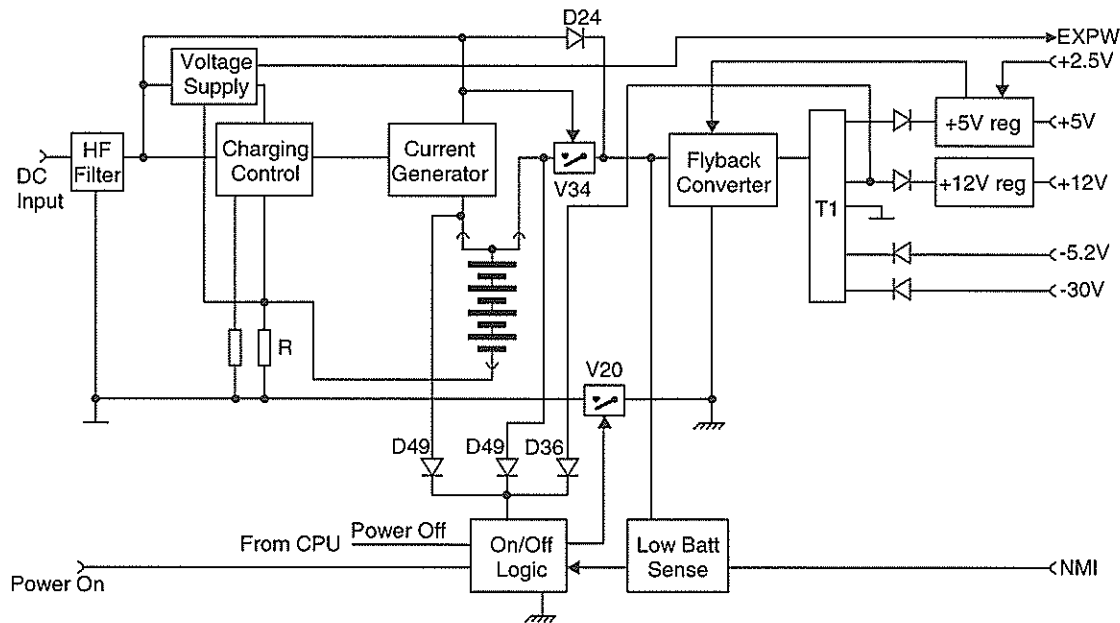 D24
EXPW
Voltage
Supply
+2.5V
HF
Filter
Charging
Control
Current
Generator
V34
Flyback
Converter
T1
+5V reg
+5V
+12V reg
+12V
DC
Input
-5.2V
-30V
R
V20
D49
D49
D36
From CPU
Power Off
On/Off
Logic
Low Batt
Sense
Power On
NMI